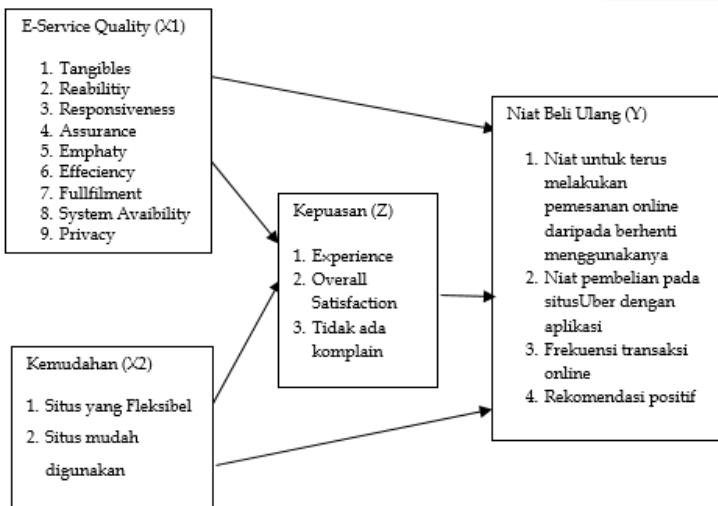 E-Service Quality (X1)
1. Tangibles
2. Reabilitiy
3. Responsiveness
4. Assurance
5. Emphaty
6. Effeciency
7. Fullfilment
8. System Avaibility
9. Privacy
Kemudahan (X2)
1. Situs yang Fleksibel
2. Situs mudah
digunakan
Kepuasan (Z)
1. Experience
2. Overall
Satisfaction
3. Tidak ada
komplain
Niat Beli Ulang (Y)
1. Niat untuk terus
melakukan
pemesanan online
daripada berhenti
menggunakanya
2. Niat pembelian pada
situsUber dengan
aplikasi
3. Frekuensi transaksi
online
4. Rekomendasi positif